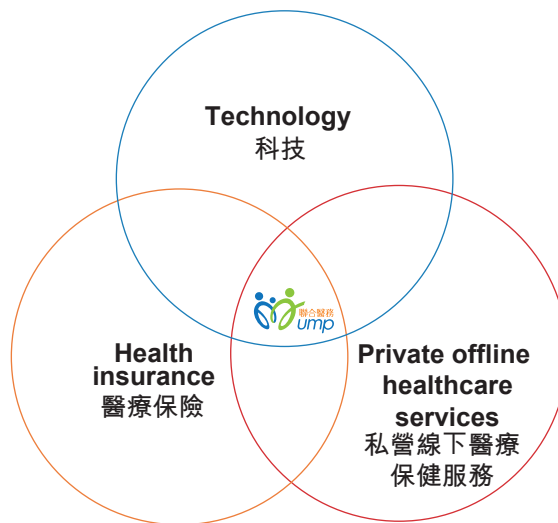 Technology
科技
聯合醫務
ump
Health
insurance
醫療保險
Private offline
healthcare
services
私營線下醫療
保健服務